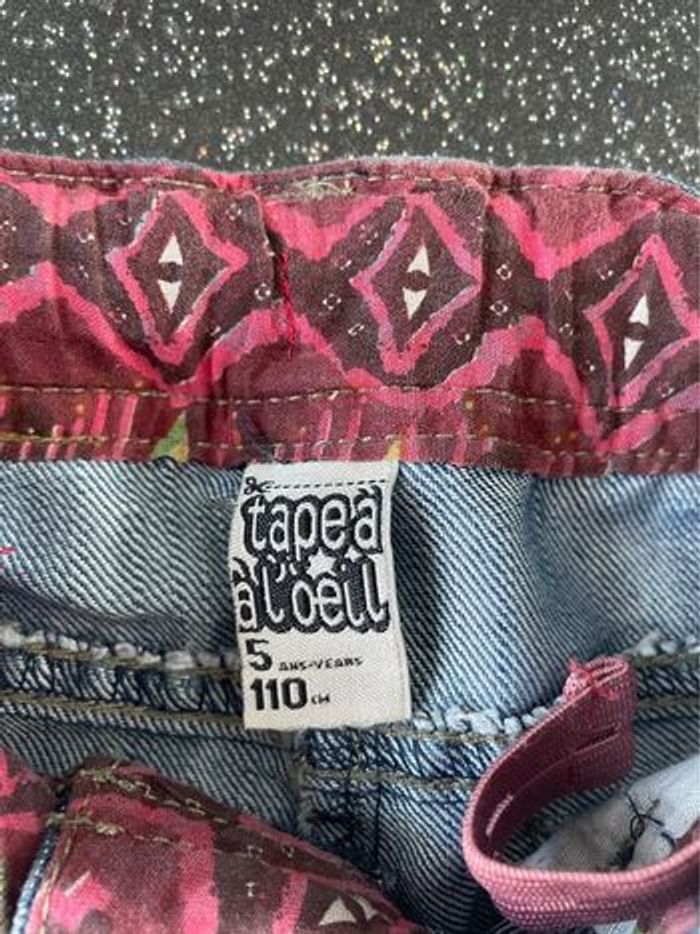 tape à
à l'oeil
5 ANS-YEARS
110 CM